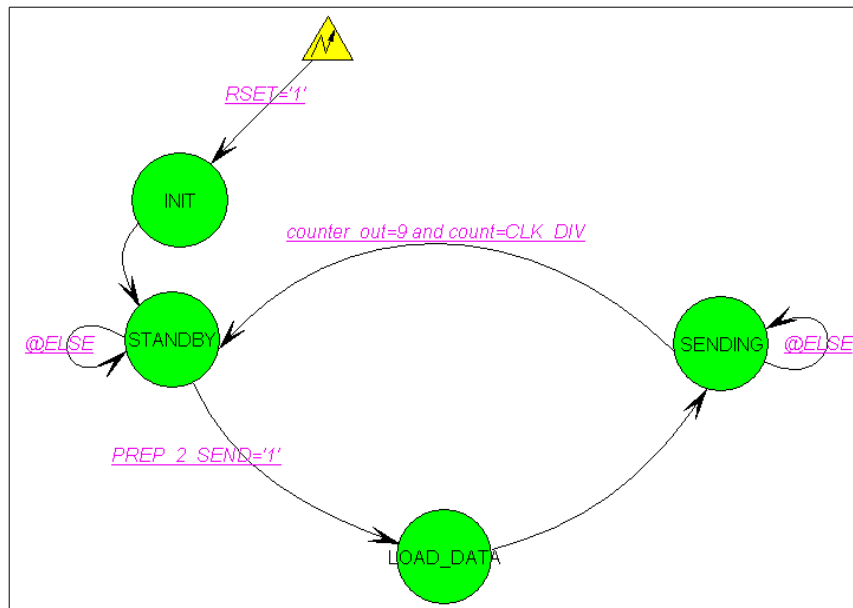 RSET='1'
INIT
counter_out=9 and count=CLK_DIV
STANDBY
@ELSE
SENDING
@ELSE
PREP_2_SEND='1'
LOAD_DATA